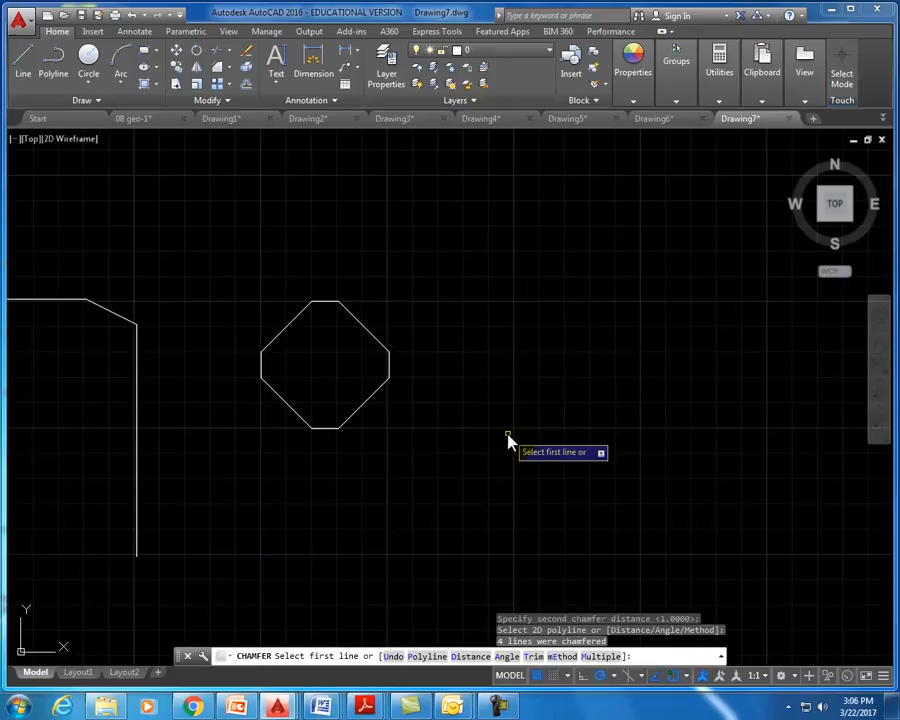 Autodesk AutoCAD 2016 - EDUCATIONAL VERSION Drawing7.dwg Type a keyword or phrase Sign In
Home Insert Annotate Parametric View Manage Output Add-ins A360 Express Tools Featured Apps BIM 360 Performance
0
Line Polyline Circle Arc Text Dimension Layer Properties Insert Properties Groups Utilities Clipboard View Select Mode
Draw Modify Annotation Layers Block Touch
Start 08 geo-1* Drawing1* Drawing2* Drawing3* Drawing4* Drawing5* Drawing6* Drawing7*
[−][Top][2D Wireframe]
N
W TOP E
S
WCS
Select first line or
Y
X
Specify second chamfer distance <1.0000>:
Select 2D polyline or [Distance/Angle/Method]:
4 lines were chamfered
CHAMFER Select first line or [Undo Polyline Distance Angle Trim mEthod Multiple]:
Model Layout1 Layout2 + MODEL 1:1
3:06 PM
3/22/2017